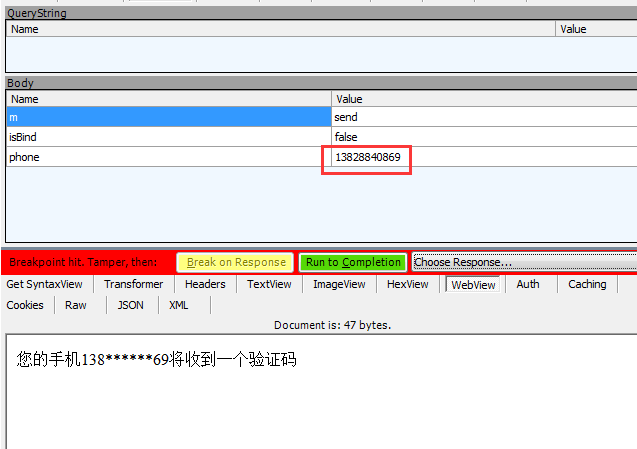 QueryString
Name Value
Body
Name Value
m send
isBind false
phone 13828840869
Breakpoint hit. Tamper, then: Break on Response Run to Completion Choose Response...
Get SyntaxView Transformer Headers TextView ImageView HexView WebView Auth Caching
Cookies Raw JSON XML
Document is: 47 bytes.
您的手机138******69将收到一个验证码